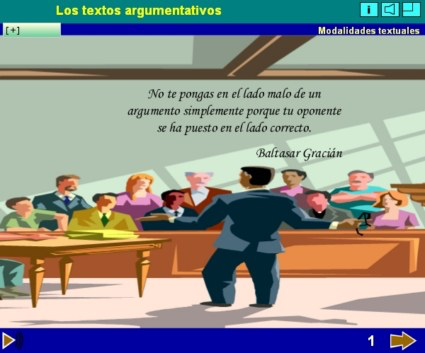 Los textos argumentativos
i
[+]
Modalidades textuales
No te pongas en el lado malo de un
argumento simplemente porque tu oponente
se ha puesto en el lado correcto.
Baltasar Gracián
1